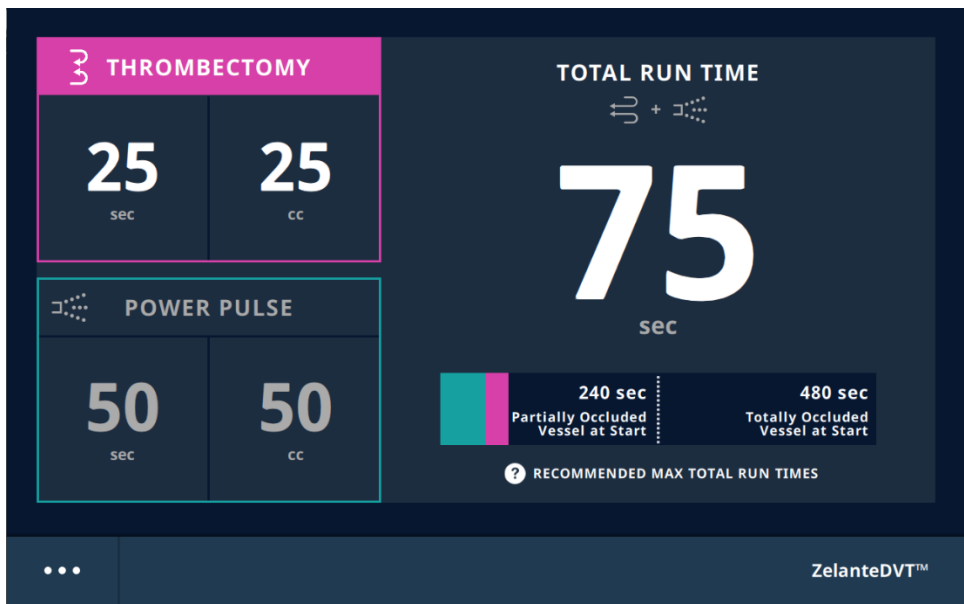 THROMBECTOMY
25
sec
25
cc
POWER PULSE
50
sec
50
cc
TOTAL RUN TIME
+
75
sec
240 sec
Partially Occluded
Vessel at Start
480 sec
Totally Occluded
Vessel at Start
? RECOMMENDED MAX TOTAL RUN TIMES
ZelanteDVT™